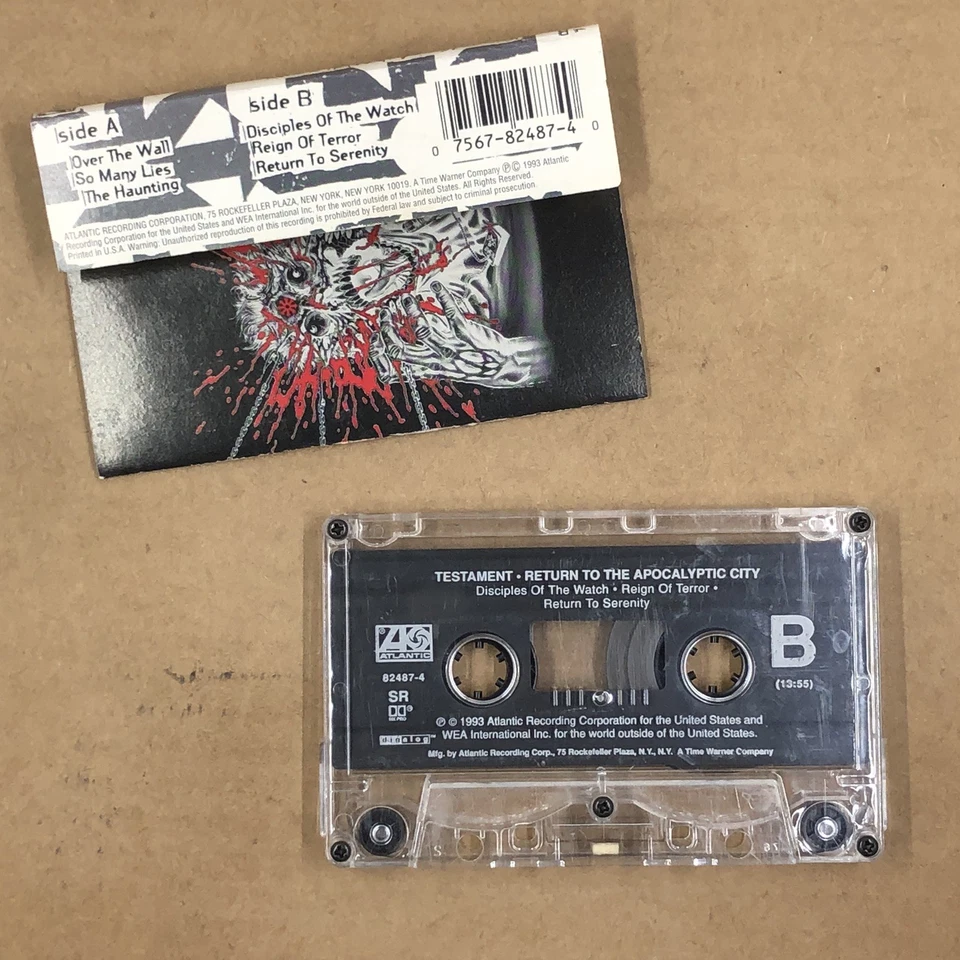 side A
Over The Wall
So Many Lies
The Haunting
side B
Disciples Of The Watch
Reign Of Terror
Return To Serenity
0 7567-82487-4 0
ATLANTIC RECORDING CORPORATION, 75 ROCKEFELLER PLAZA, NEW YORK, NEW YORK 10019. A Time Warner Company ℗© 1993 Atlantic
Recording Corporation for the United States and WEA International Inc. for the world outside of the United States. All Rights Reserved.
Printed in U.S.A. Warning: Unauthorized reproduction of this recording is prohibited by Federal law and subject to criminal prosecution.
TESTAMENT • RETURN TO THE APOCALYPTIC CITY
Disciples Of The Watch • Reign Of Terror •
Return To Serenity
ATLANTIC
82487-4
SR
B
(13:55)
℗ © 1993 Atlantic Recording Corporation for the United States and
WEA International Inc. for the world outside of the United States.
Mfg. by Atlantic Recording Corp., 75 Rockefeller Plaza, N.Y., N.Y. A Time Warner Company